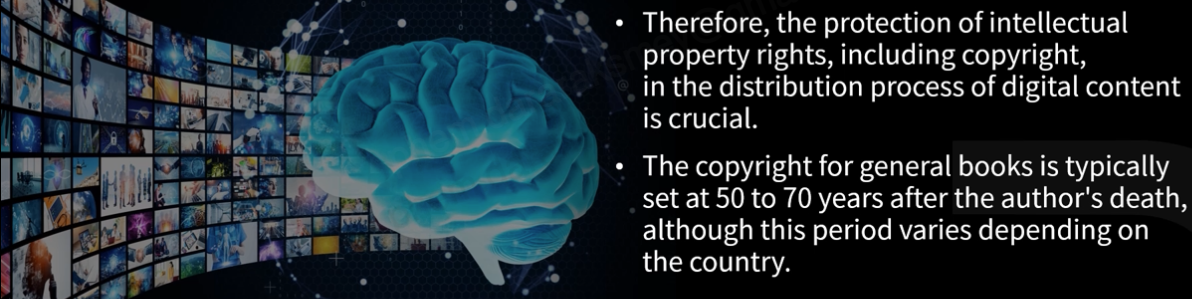 • Therefore, the protection of intellectual
property rights, including copyright,
in the distribution process of digital content
is crucial.
• The copyright for general books is typically
set at 50 to 70 years after the author's death,
although this period varies depending on
the country.